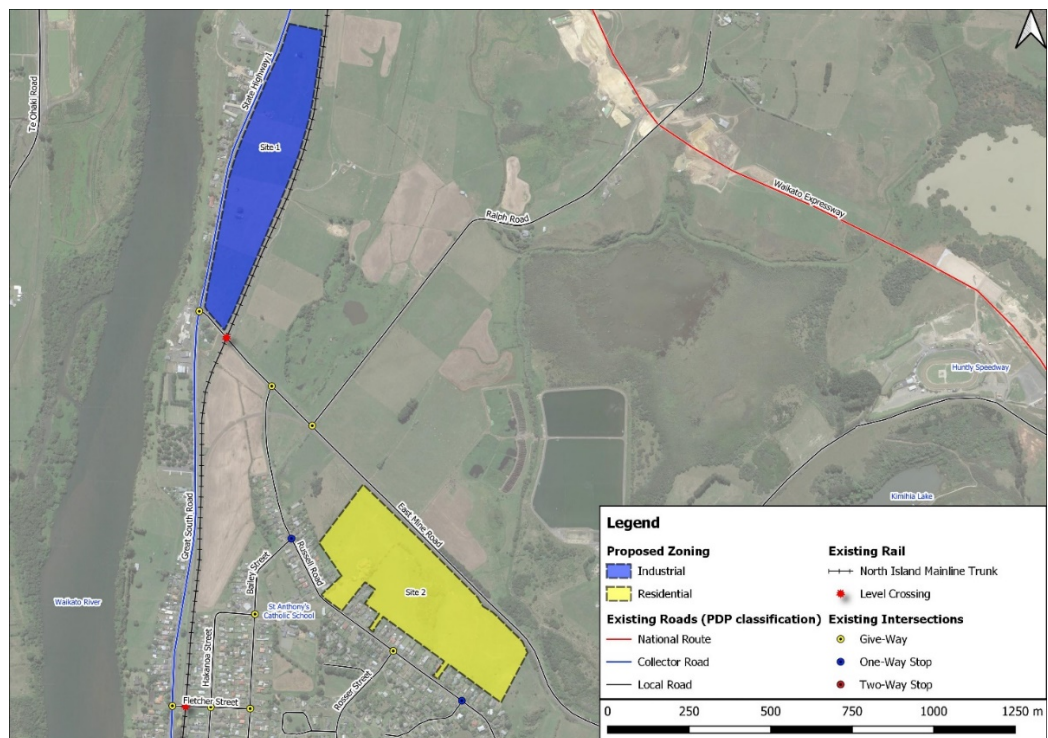 Te Ohaki Road
State Highway 1
Site 1
Ralph Road
Waikato Expressway
Huntly Speedway
Kimihia Lake
East Mine Road
Great South Road
Bailey Street
Russell Road
Site 2
St Anthony's
Catholic School
Waikato River
Hakanoa Street
Rosser Street
Fletcher Street
Legend
Proposed Zoning
Industrial
Residential
Existing Rail
North Island Mainline Trunk
Level Crossing
Existing Roads (PDP classification)
National Route
Collector Road
Local Road
Existing Intersections
Give-Way
One-Way Stop
Two-Way Stop
0 250 500 750 1000 1250 m